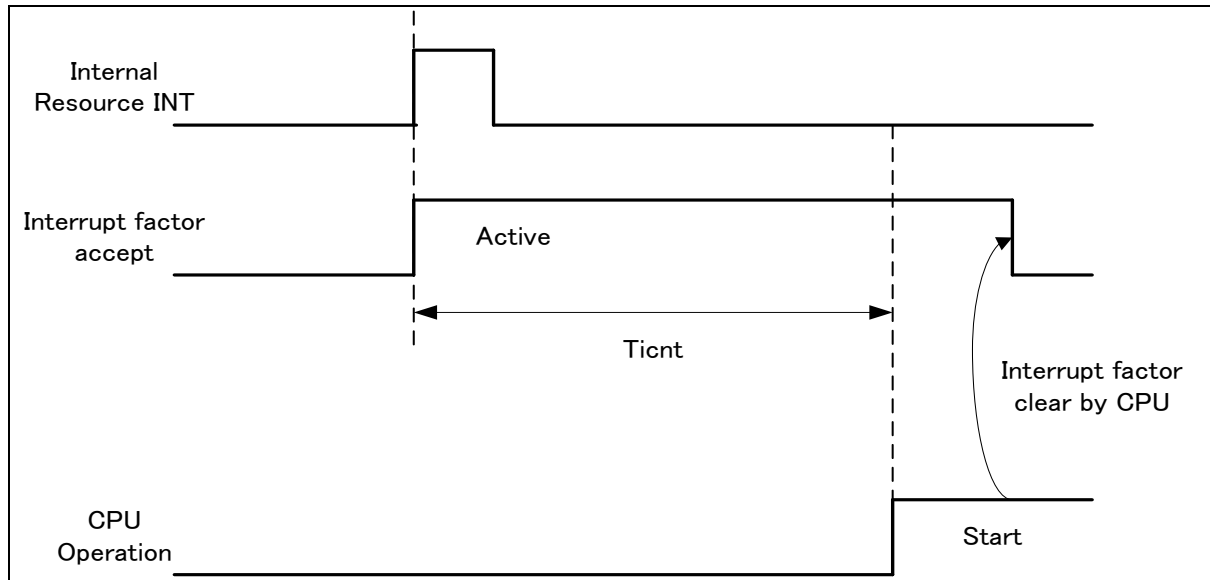 Internal
Resource INT
Interrupt factor
accept
Active
Ticnt
Interrupt factor
clear by CPU
CPU
Operation
Start